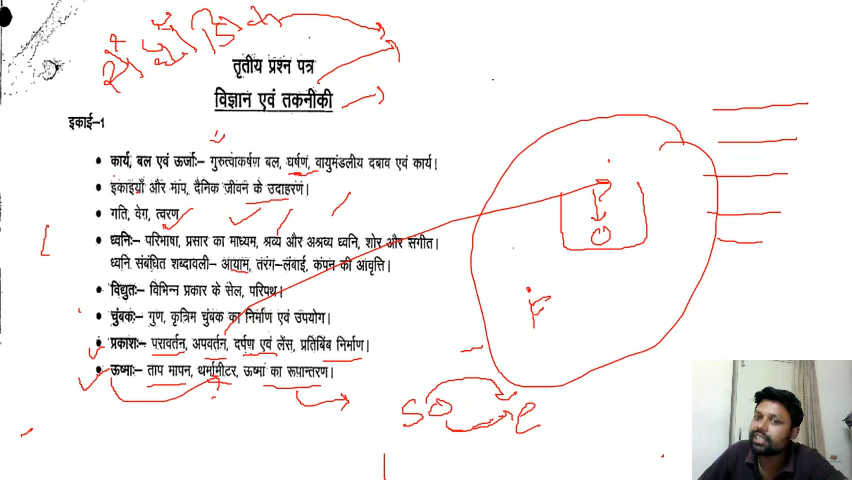 तृतीय प्रश्न पत्र
विज्ञान एवं तकनीकी
इकाई-1
• कार्य, बल एवं ऊर्जाः- गुरुत्वाकर्षण बल, घर्षणं, वायुमंडलीय दबाव एवं कार्य।
• इकाइयाँ और मांप, दैनिक जीवन के उदाहरणं।
• गति, वेग, त्वरण
• ध्वनिः- परिभाषा, प्रसार का माध्यम, श्रव्य और अश्रव्य ध्वनि, शोर और संगीत।
ध्वनि संबंधित शब्दावली- आयाम, तरंग-लंबाई, कंपन की आवृत्ति।
• विद्युतः- विभिन्न प्रकार के सेल, परिपथ।
• चुंबकः- गुण, कृत्रिम चुंबक का निर्माण एवं उपयोग।
• प्रकाशः- परावर्तन, अपवर्तन, दर्पण एवं लेंस, प्रतिबिंब निर्माण।
• ऊष्माः- ताप मापन, थर्मामीटर, ऊष्मा का रूपान्तरण।